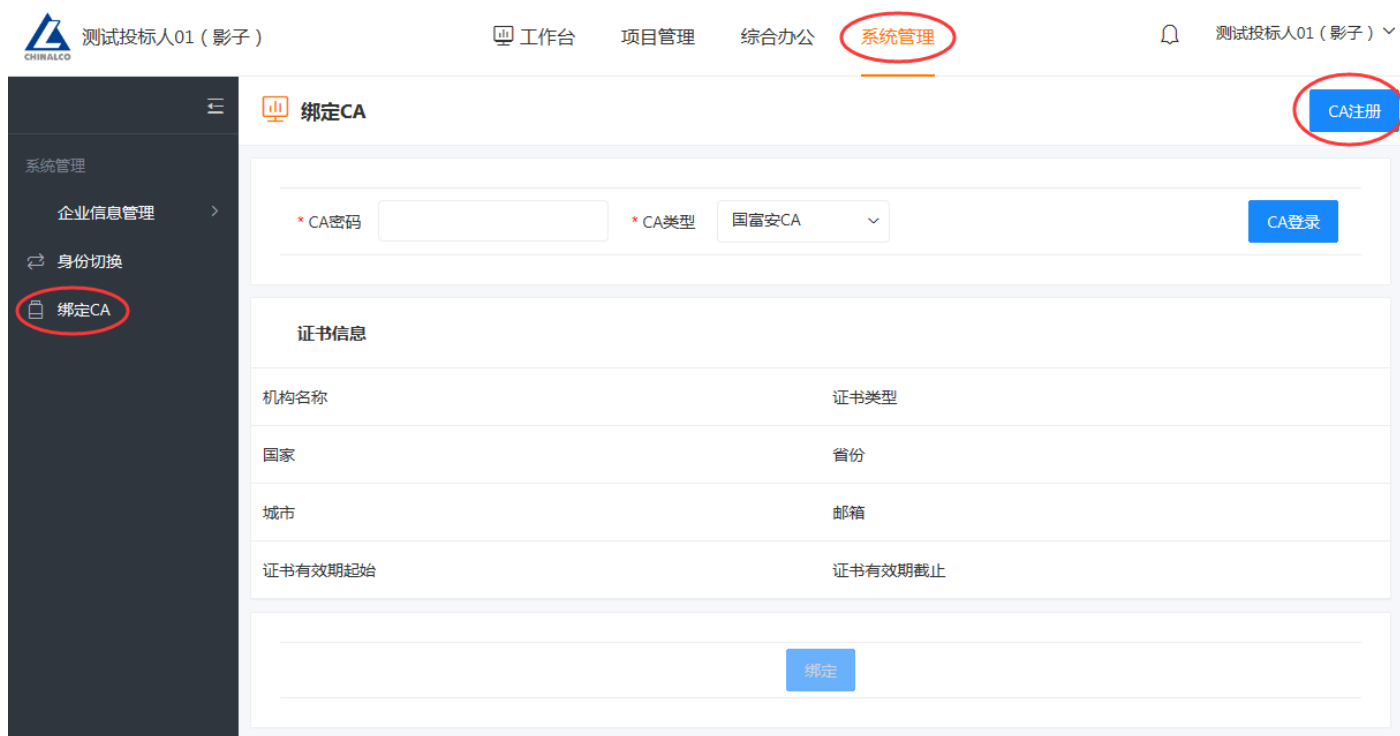 CHINALCO
测试投标人01（影子）
工作台 项目管理 综合办公 系统管理
测试投标人01（影子）
绑定CA
CA注册
系统管理
企业信息管理
身份切换
绑定CA
* CA密码 * CA类型 国富安CA CA登录
证书信息
机构名称 证书类型
国家 省份
城市 邮箱
证书有效期起始 证书有效期截止
绑定